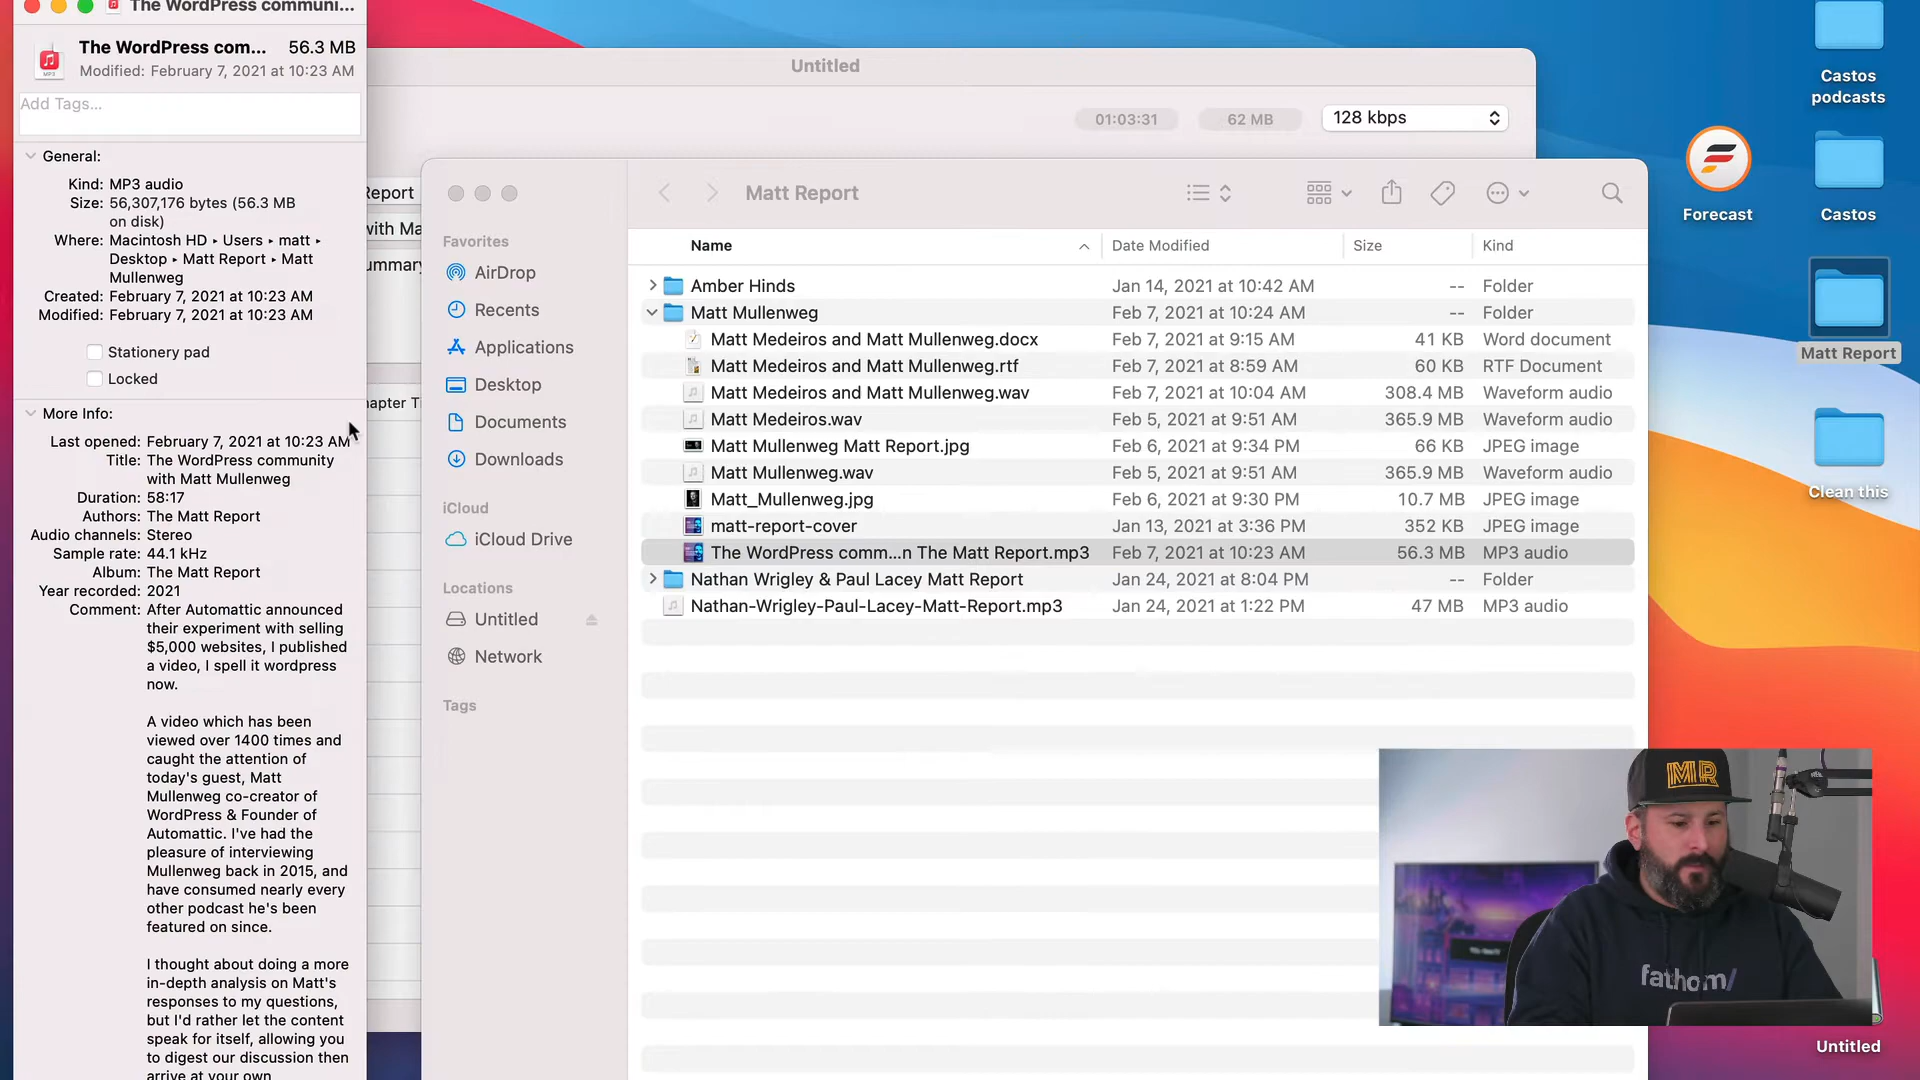 The WordPress communi...
The WordPress com... 56.3 MB
Modified: February 7, 2021 at 10:23 AM
Add Tags...
General:
Kind: MP3 audio
Size: 56,307,176 bytes (56.3 MB
on disk)
Where: Macintosh HD ▸ Users ▸ matt ▸
Desktop ▸ Matt Report ▸ Matt
Mullenweg
Created: February 7, 2021 at 10:23 AM
Modified: February 7, 2021 at 10:23 AM
Stationery pad
Locked
More Info:
Last opened: February 7, 2021 at 10:23 AM
Title: The WordPress community
with Matt Mullenweg
Duration: 58:17
Authors: The Matt Report
Audio channels: Stereo
Sample rate: 44.1 kHz
Album: The Matt Report
Year recorded: 2021
Comment: After Automattic announced
their experiment with selling
$5,000 websites, I published
a video, I spell it wordpress
now.
A video which has been
viewed over 1400 times and
caught the attention of
today's guest, Matt
Mullenweg co-creator of
WordPress & Founder of
Automattic. I've had the
pleasure of interviewing
Mullenweg back in 2015, and
have consumed nearly every
other podcast he's been
featured on since.
I thought about doing a more
in-depth analysis on Matt's
responses to my questions,
but I'd rather let the content
speak for itself, allowing you
to digest our discussion then
arrive at your own
Untitled
01:03:31 62 MB 128 kbps
Report
with Ma
ummary
hapter Ti
Matt Report
Favorites
AirDrop
Recents
Applications
Desktop
Documents
Downloads
iCloud
iCloud Drive
Locations
Untitled
Network
Tags
Name Date Modified Size Kind
Amber Hinds Jan 14, 2021 at 10:42 AM -- Folder
Matt Mullenweg Feb 7, 2021 at 10:24 AM -- Folder
Matt Medeiros and Matt Mullenweg.docx Feb 7, 2021 at 9:15 AM 41 KB Word document
Matt Medeiros and Matt Mullenweg.rtf Feb 7, 2021 at 8:59 AM 60 KB RTF Document
Matt Medeiros and Matt Mullenweg.wav Feb 7, 2021 at 10:04 AM 308.4 MB Waveform audio
Matt Medeiros.wav Feb 5, 2021 at 9:51 AM 365.9 MB Waveform audio
Matt Mullenweg Matt Report.jpg Feb 6, 2021 at 9:34 PM 66 KB JPEG image
Matt Mullenweg.wav Feb 5, 2021 at 9:51 AM 365.9 MB Waveform audio
Matt_Mullenweg.jpg Feb 6, 2021 at 9:30 PM 10.7 MB JPEG image
matt-report-cover Jan 13, 2021 at 3:36 PM 352 KB JPEG image
The WordPress comm...n The Matt Report.mp3 Feb 7, 2021 at 10:23 AM 56.3 MB MP3 audio
Nathan Wrigley & Paul Lacey Matt Report Jan 24, 2021 at 8:04 PM -- Folder
Nathan-Wrigley-Paul-Lacey-Matt-Report.mp3 Jan 24, 2021 at 1:22 PM 47 MB MP3 audio
Castos
podcasts
Forecast
Castos
Matt Report
Clean this
Untitled
MR
fathom/